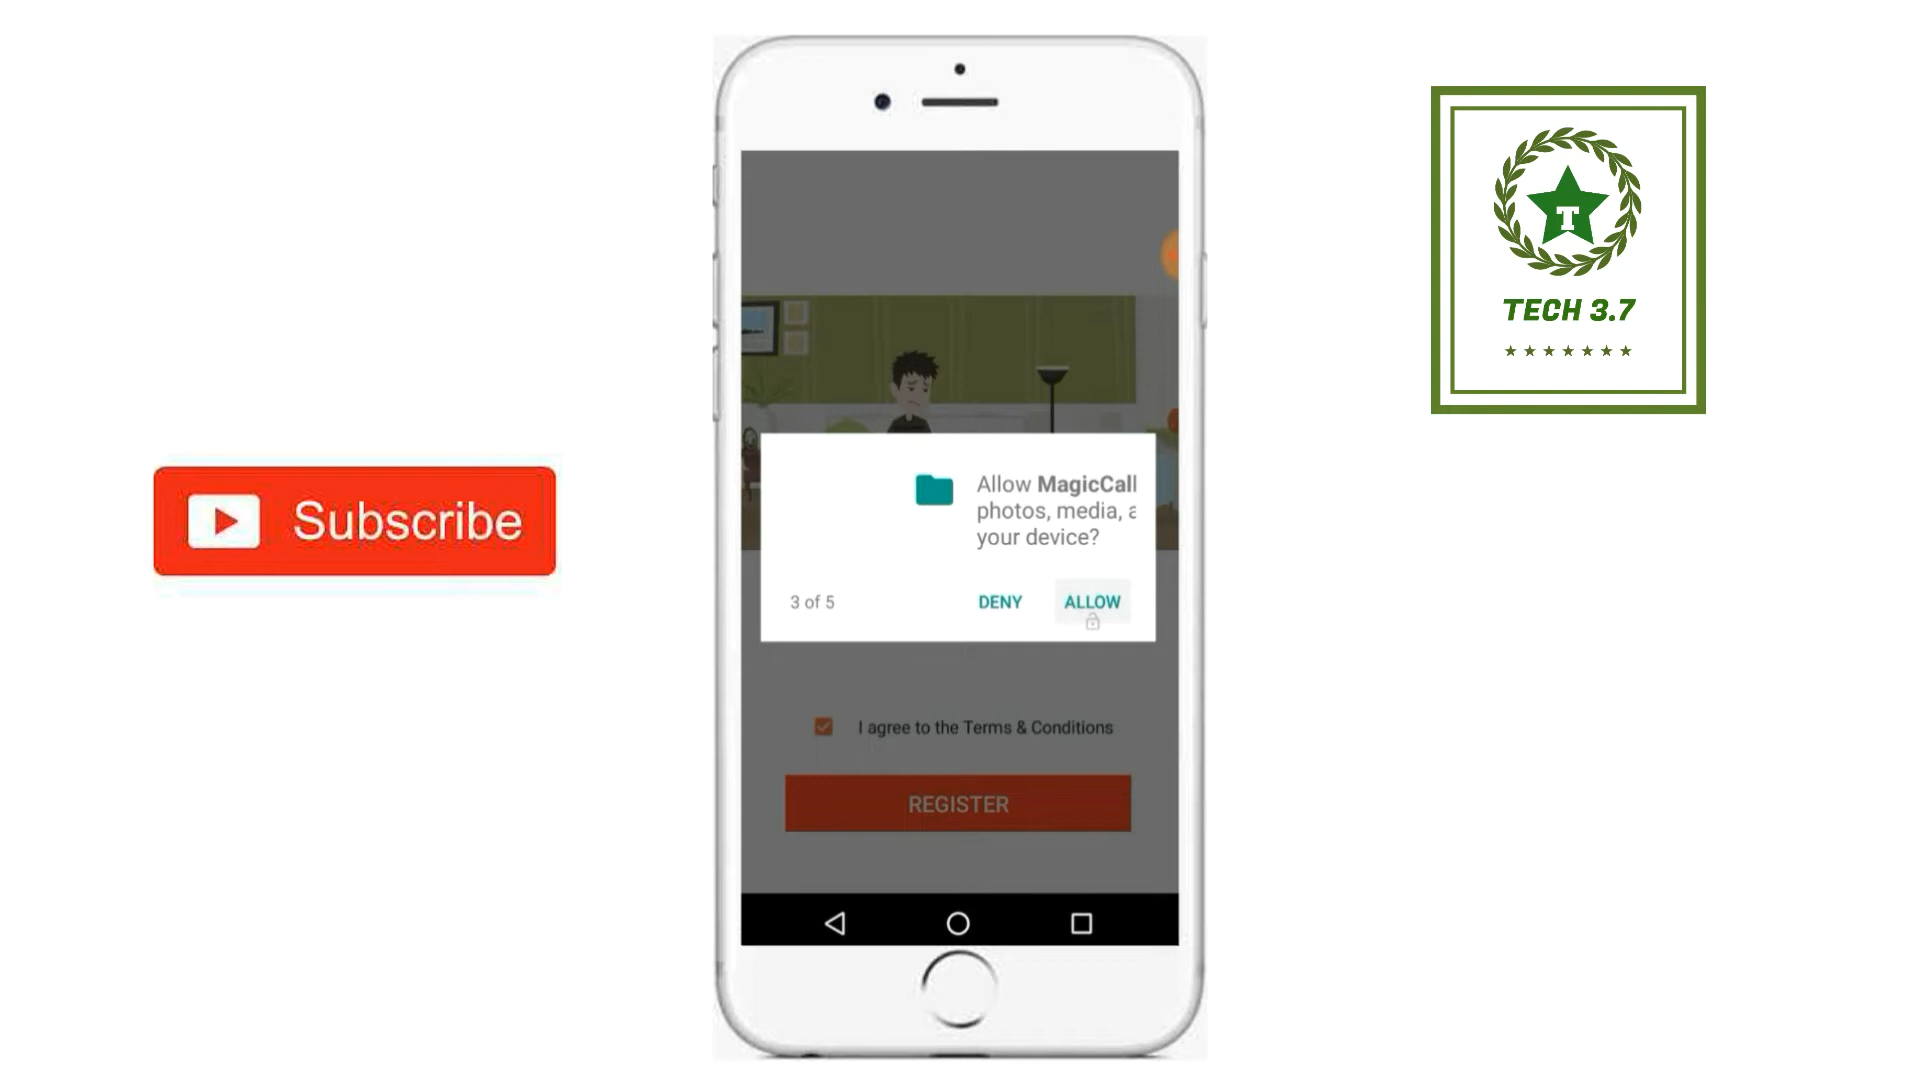 Subscribe
Allow MagicCall
photos, media, a
your device?
3 of 5
DENY
ALLOW
I agree to the Terms & Conditions
REGISTER
T
TECH 3.7